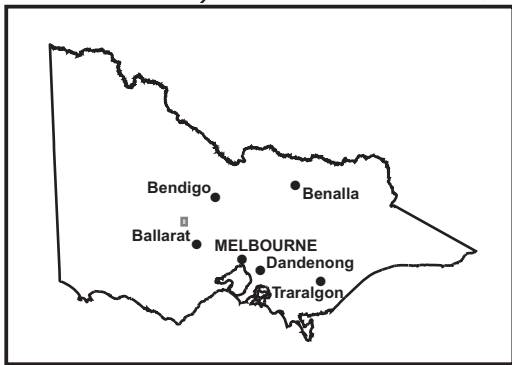 Bendigo
Benalla
Ballarat
MELBOURNE
Dandenong
Traralgon